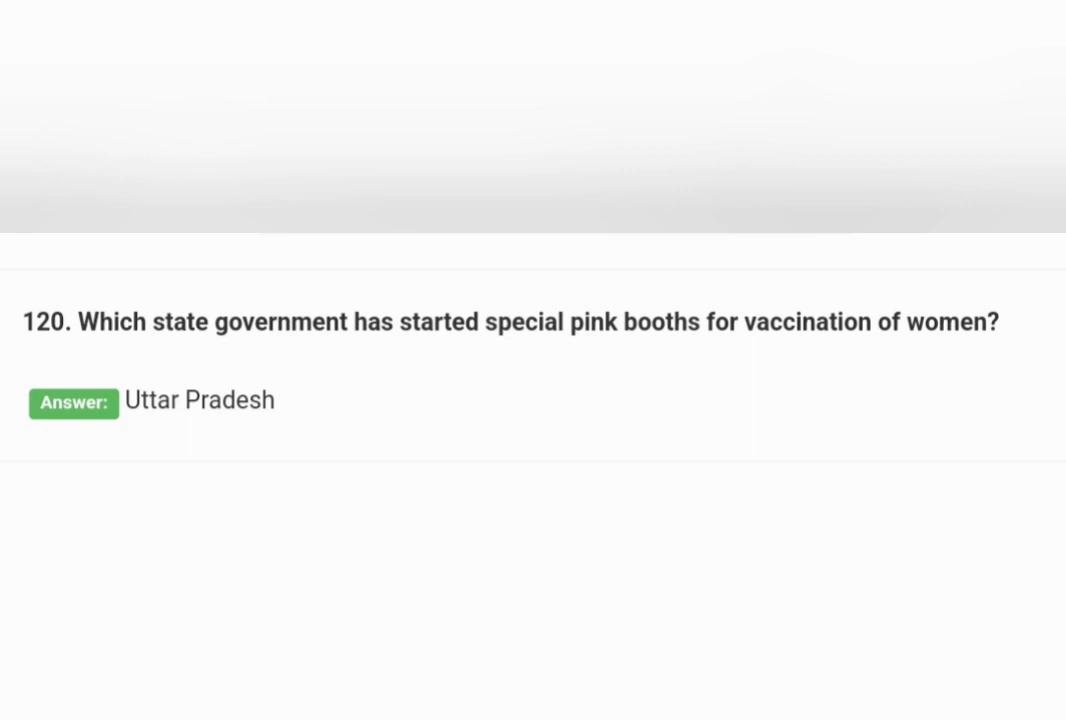 120. Which state government has started special pink booths for vaccination of women?
Answer: Uttar Pradesh